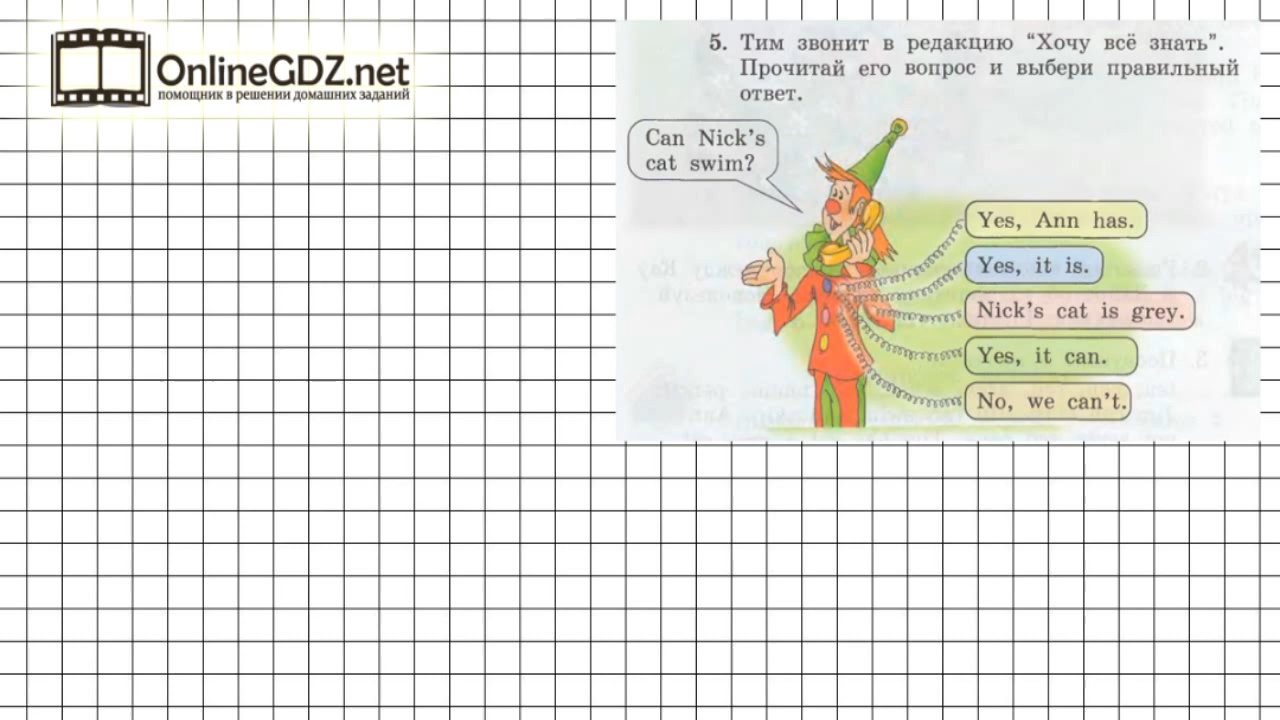 OnlineGDZ.net
помощник в решении домашних заданий
5. Тим звонит в редакцию “Хочу всё знать”.
Прочитай его вопрос и выбери правильный
ответ.
Can Nick's
cat swim?
Yes, Ann has.
Yes, it is.
Nick's cat is grey.
Yes, it can.
No, we can't.